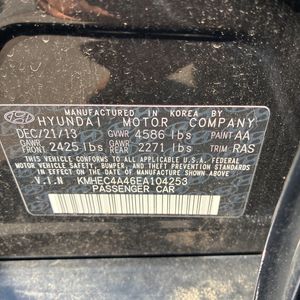 MANUFACTURED IN KOREA BY
HYUNDAI MOTOR COMPANY
DEC/21/13 GVWR 4586 lbs PAINT AA
GAWR FRONT 2425 lbs GAWR REAR 2271 lbs TRIM RAS
THIS VEHICLE CONFORMS TO ALL APPLICABLE U.S. FEDERAL
MOTOR VEHICLE SAFETY, BUMPER, AND THEFT PREVENTION
STANDARDS IN EFFECT ON THE DATE OF MANUFACTURE
SHOWN ABOVE.
V.I.N KMHEC4A46EA104253
PASSENGER CAR